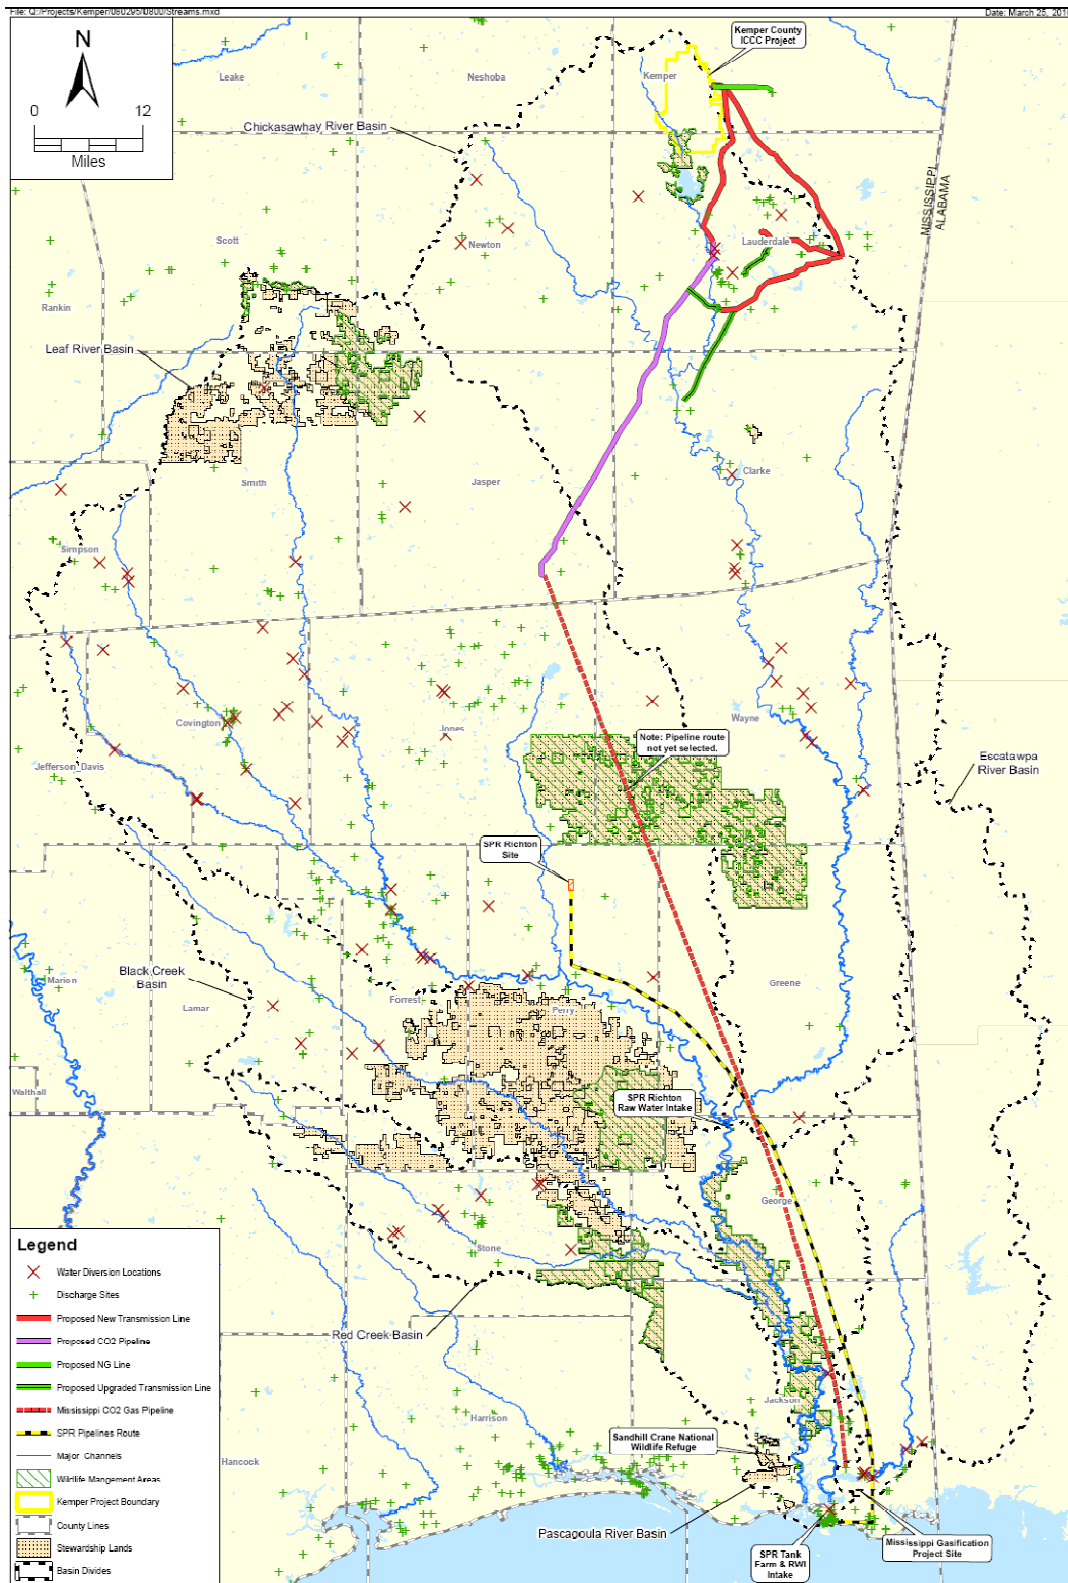 File: Q:/Projects/Kemper/080295/0800/Streams.mxd
Date: March 25, 201
N
0 12
Miles
Kemper County
ICCC Project
Leake
Neshoba
Kemper
Chickasawhay River Basin
MISSISSIPPI
ALABAMA
Scott
Newton
Lauderdale
Rankin
Leaf River Basin
Smith
Jasper
Clarke
Simpson
Covington
Jones
Wayne
Note: Pipeline route
not yet selected.
Jefferson_Davis
Escatawpa
River Basin
SPR Richton
Site
Black Creek
Basin
Marion
Lamar
Forrest
Perry
Greene
Walthall
SPR Richton
Raw Water Intake
George
Stone
Red Creek Basin
Jackson
Harrison
Hancock
Sandhill Crane National
Wildlife Refuge
Pascagoula River Basin
SPR Tank
Farm & RWI
Intake
Mississippi Gasification
Project Site
Legend
Water Diversion Locations
Discharge Sites
Proposed New Transmission Line
Proposed CO2 Pipeline
Proposed NG Line
Proposed Upgraded Transmission Line
Mississippi CO2 Gas Pipeline
SPR Pipelines Route
Major Channels
Wildlife Mangement Areas
Kemper Project Boundary
County Lines
Stewardship Lands
Basin Divides